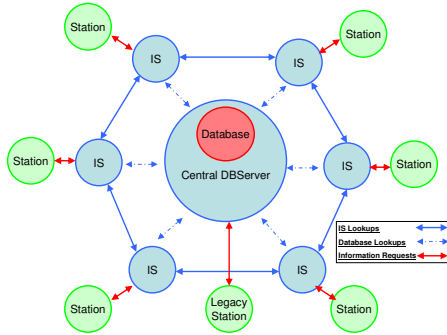 Station
Station
IS
IS
Database
Station
IS
Central DBServer
IS
Station
IS Lookups
Database Lookups
Information Requests
IS
IS
Station
Legacy
Station
Station